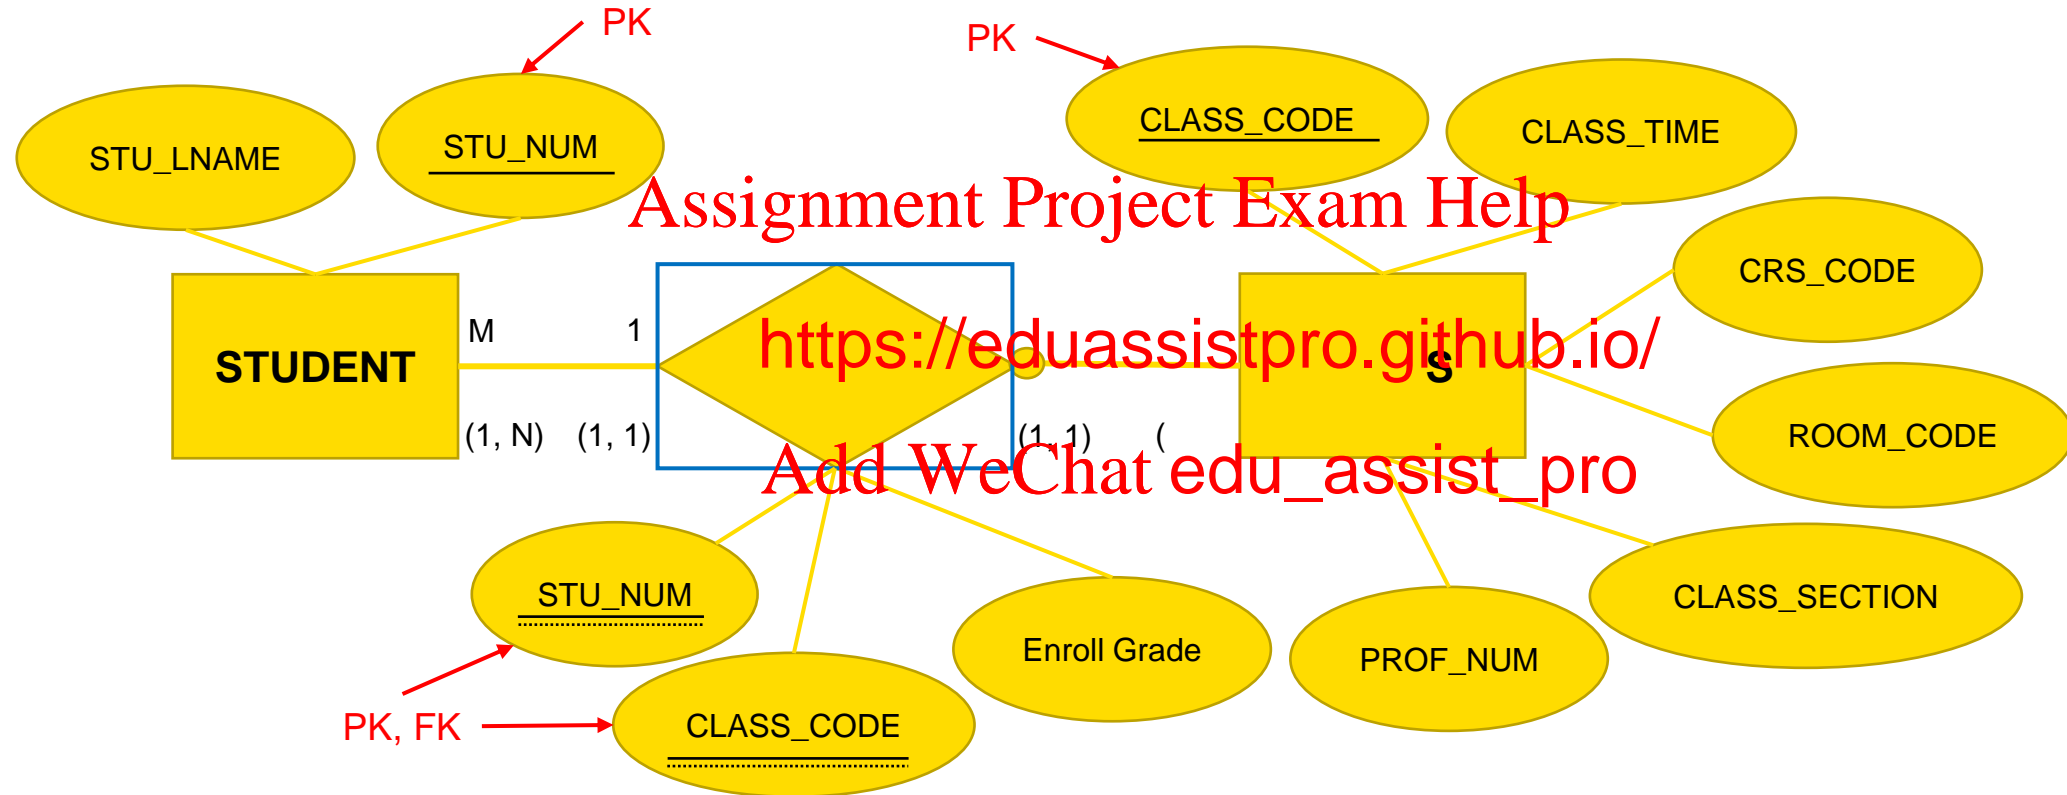 PK
PK
STU_LNAME
STU_NUM
CLASS_CODE
CLASS_TIME
Assignment Project Exam Help
CRS_CODE
STUDENT
M
1
https://eduassistpro.github.io/
S
(1, N)
(1, 1)
(1, 1)
(
ROOM_CODE
Add WeChat edu_assist_pro
STU_NUM
CLASS_SECTION
Enroll Grade
PROF_NUM
PK, FK
CLASS_CODE